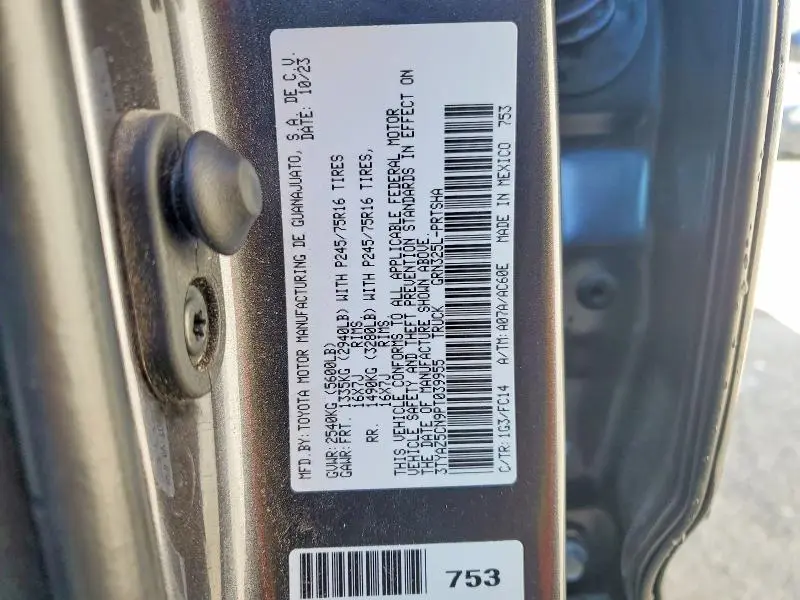 MFD.BY: TOYOTA MOTOR MANUFACTURING DE GUANAJUATO, S.A. DE C.V.
DATE: 10/23
GVWR: 2540KG (5600LB)
GAWR: FRT. 1335KG (2940LB) WITH P245/75R16 TIRES
16X7J RIMS
RR. 1490KG (3280LB) WITH P245/75R16 TIRES,
16X7J RIMS
THIS VEHICLE CONFORMS TO ALL APPLICABLE FEDERAL MOTOR
VEHICLE SAFETY AND THEFT PREVENTION STANDARDS IN EFFECT ON
THE DATE OF MANUFACTURE SHOWN ABOVE.
3TYAZ5CN9PT039955 TRUCK GRN325L-PRTSHA
C/TR: 1G3/FC14 A/TM: A07A/AC60E MADE IN MEXICO 753
753